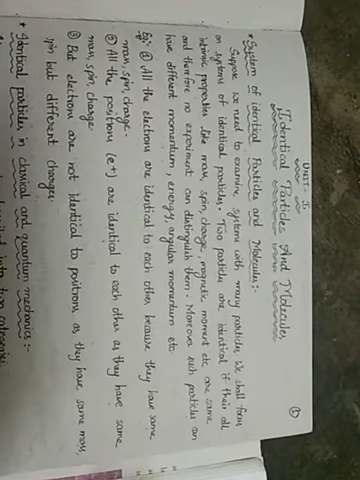 UNIT - I.
①
Identical Particles And Molecules
* System of identical Particles and Molecules:-
Suppose we need to examine systems with many particles. We shall focus
on systems of identical particles. Two particles are identical if their all
intrinsic properties like mass, spin, charge, magnetic moment etc are same
and therefore no experiment can distinguish them. Moreover such particles can
have different momentum, energy, angular momentum etc
Eg:- ① All the electrons are identical to each other because they have same
mass, spin, charge.
② All the positrons (e+) are identical to each other as they have same
mass, spin, charge
③ But electrons are not identical to positrons as they have same mass,
spin but different charges.
* Identical particles in classical and quantum mechanics:-
into two categories